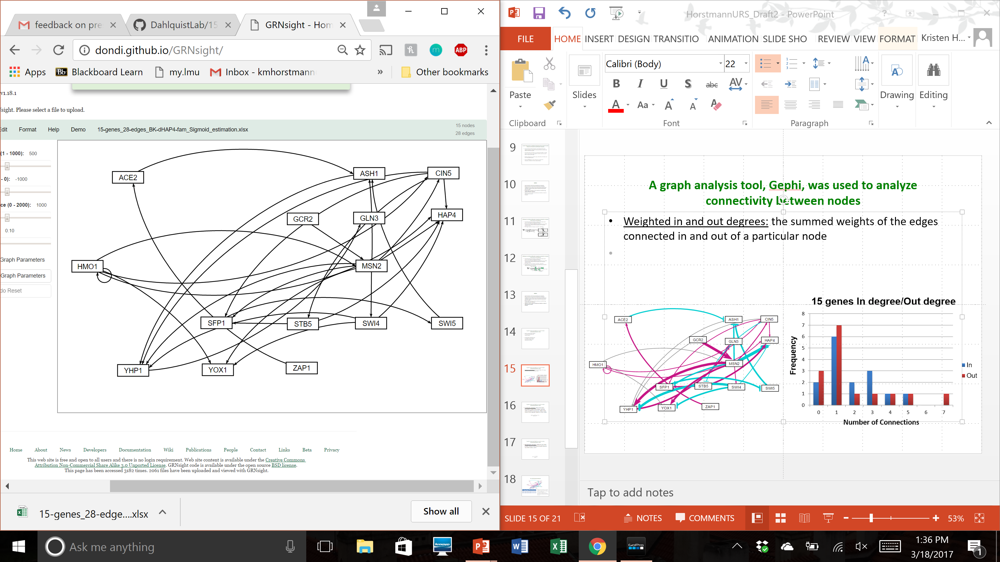 feedback on pre
DahlquistLab/15
GRNsight - Hom
dondi.github.io/GRNsight/
ABP
Apps
Bb Blackboard Learn
my.lmu
Inbox - kmhorstmann
»
Other bookmarks
v1.18.1
sight. Please select a file to upload.
dit
Format
Help
Demo
15-genes_28-edges_BK-dHAP4-fam_Sigmoid_estimation.xlsx
15 nodes
28 edges
(1 - 1000): 500
- 0): -1000
ce (0 - 2000): 1000
0.10
Graph Parameters
Graph Parameters
do Reset
ACE2
ASH1
CIN5
GCR2
GLN3
HAP4
HMO1
MSN2
SFP1
STB5
SWI4
SWI5
YHP1
YOX1
ZAP1
Home About News Developers Documentation Wiki Publications People Contact Links Beta Privacy
This web site is free and open to all users and there is no login requirement. Web site content is available under the Creative Commons
Attribution Non-Commercial Share Alike 3.0 Unported License. GRNsight code is available under the open source BSD license.
This page has been accessed 3182 times. 2061 files have been uploaded and viewed with GRNsight.
15-genes_28-edge....xlsx
Show all
HorstmannURS_Draft2 - PowerPoint
?
FILE HOME INSERT DESIGN TRANSITIO ANIMATION SLIDE SHO REVIEW VIEW FORMAT Kristen H...
Calibri (Body) 22
B I U S abc AV
A Aa A A
Paste
Slides
Drawing
Editing
Clipboard
Font
Paragraph
9
10
11
12
13
14
15
16
17
18
A graph analysis tool, Gephi, was used to analyze
connectivity between nodes
• Weighted in and out degrees: the summed weights of the edges
connected in and out of a particular node
•
ACE2
ASH1
CIN5
GCR2
GLN3
HAP4
HMO1
MSN2
SFP1
STB5
SWI4
SWI5
YHP1
YOX1
ZAP1
15 genes In degree/Out degree
Frequency
8
7
6
5
4
3
2
1
0
0 1 2 3 4 5 6 7
Number of Connections
In
Out
Tap to add notes
SLIDE 15 OF 21
NOTES
COMMENTS
53%
Ask me anything
lenovo
GoPro
1:36 PM
3/18/2017
1